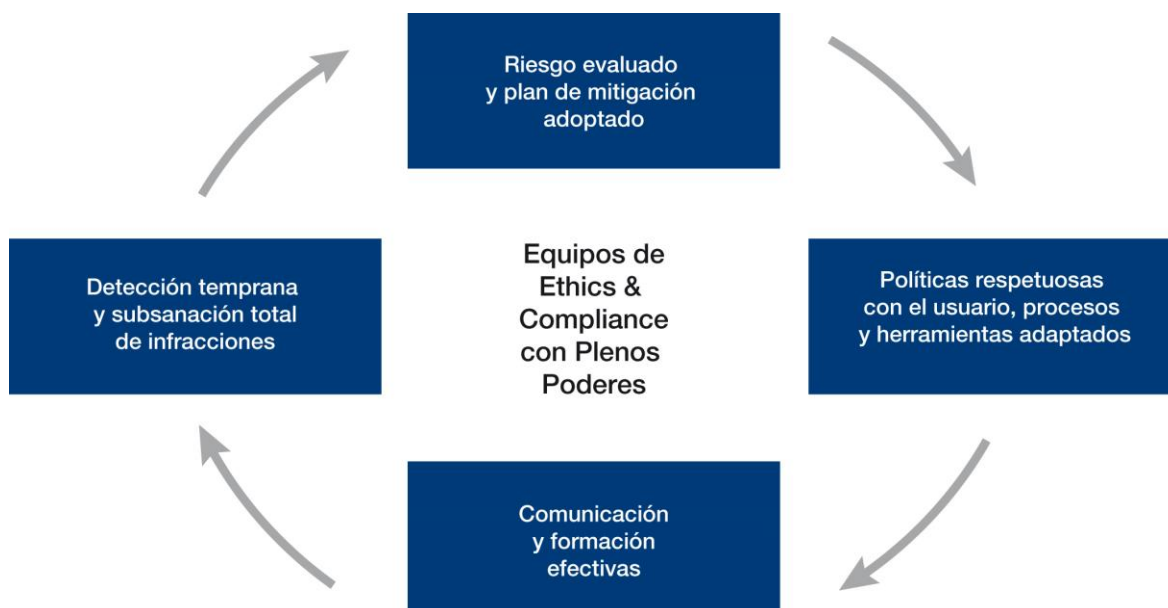 Riesgo evaluado
y plan de mitigación
adoptado
Detección temprana
y subsanación total
de infracciones
Equipos de
Ethics &
Compliance
con Plenos
Poderes
Políticas respetuosas
con el usuario, procesos
y herramientas adaptados
Comunicación
y formación
efectivas